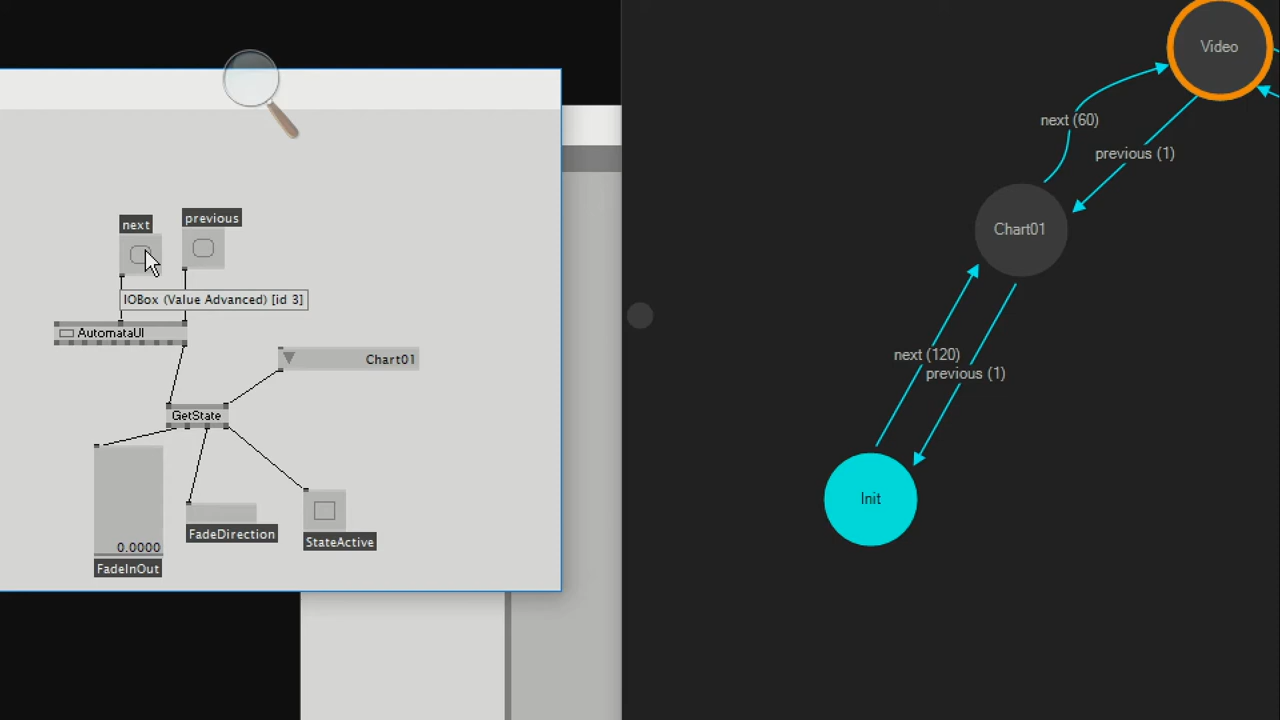 next
previous
IOBox (Value Advanced) [id 3]
AutomataUI
Chart01
GetState
0.0000
FadeInOut
FadeDirection
StateActive
Video
next (60)
previous (1)
Chart01
next (120)
previous (1)
Init